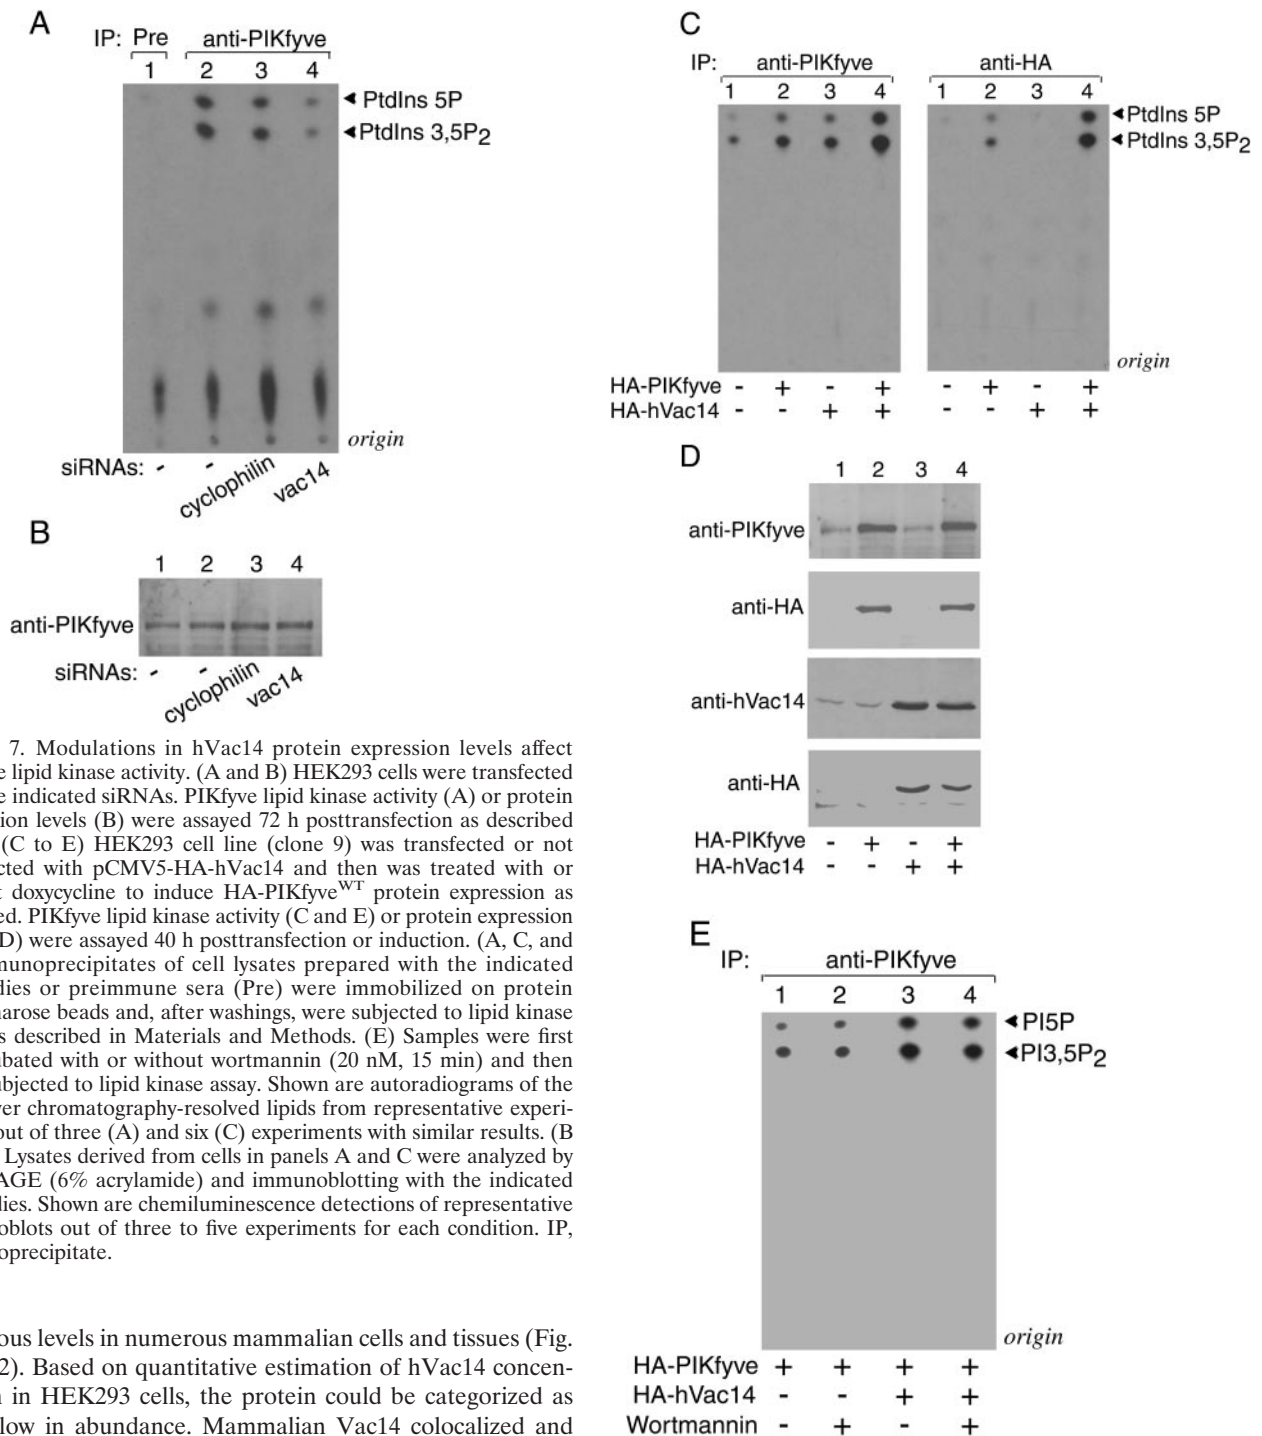 A
IP: Pre anti-PIKfyve
1 2 3 4
PtdIns 5P
PtdIns 3,5P2
origin
siRNAs: - - cyclophilin vac14
B
1 2 3 4
anti-PIKfyve
siRNAs: - - cyclophilin vac14
7. Modulations in hVac14 protein expression levels affect
e lipid kinase activity. (A and B) HEK293 cells were transfected
e indicated siRNAs. PIKfyve lipid kinase activity (A) or protein
ion levels (B) were assayed 72 h posttransfection as described
(C to E) HEK293 cell line (clone 9) was transfected or not
cted with pCMV5-HA-hVac14 and then was treated with or
t doxycycline to induce HA-PIKfyveWT protein expression as
ed. PIKfyve lipid kinase activity (C and E) or protein expression
D) were assayed 40 h posttransfection or induction. (A, C, and
munoprecipitates of cell lysates prepared with the indicated
dies or preimmune sera (Pre) were immobilized on protein
harose beads and, after washings, were subjected to lipid kinase
s described in Materials and Methods. (E) Samples were first
ubated with or without wortmannin (20 nM, 15 min) and then
ubjected to lipid kinase assay. Shown are autoradiograms of the
yer chromatography-resolved lipids from representative experi-
out of three (A) and six (C) experiments with similar results. (B
Lysates derived from cells in panels A and C were analyzed by
AGE (6% acrylamide) and immunoblotting with the indicated
dies. Shown are chemiluminescence detections of representative
oblots out of three to five experiments for each condition. IP,
oprecipitate.
ous levels in numerous mammalian cells and tissues (Fig.
2). Based on quantitative estimation of hVac14 concen-
n in HEK293 cells, the protein could be categorized as
low in abundance. Mammalian Vac14 colocalized and
C
IP: anti-PIKfyve anti-HA
1 2 3 4 1 2 3 4
PtdIns 5P
PtdIns 3,5P2
origin
HA-PIKfyve - + - + - + - +
HA-hVac14 - - + + - - + +
D
1 2 3 4
anti-PIKfyve
anti-HA
anti-hVac14
anti-HA
HA-PIKfyve - + - +
HA-hVac14 - - + +
E
IP: anti-PIKfyve
1 2 3 4
PI5P
PI3,5P2
origin
HA-PIKfyve + + + +
HA-hVac14 - - + +
Wortmannin - + - +